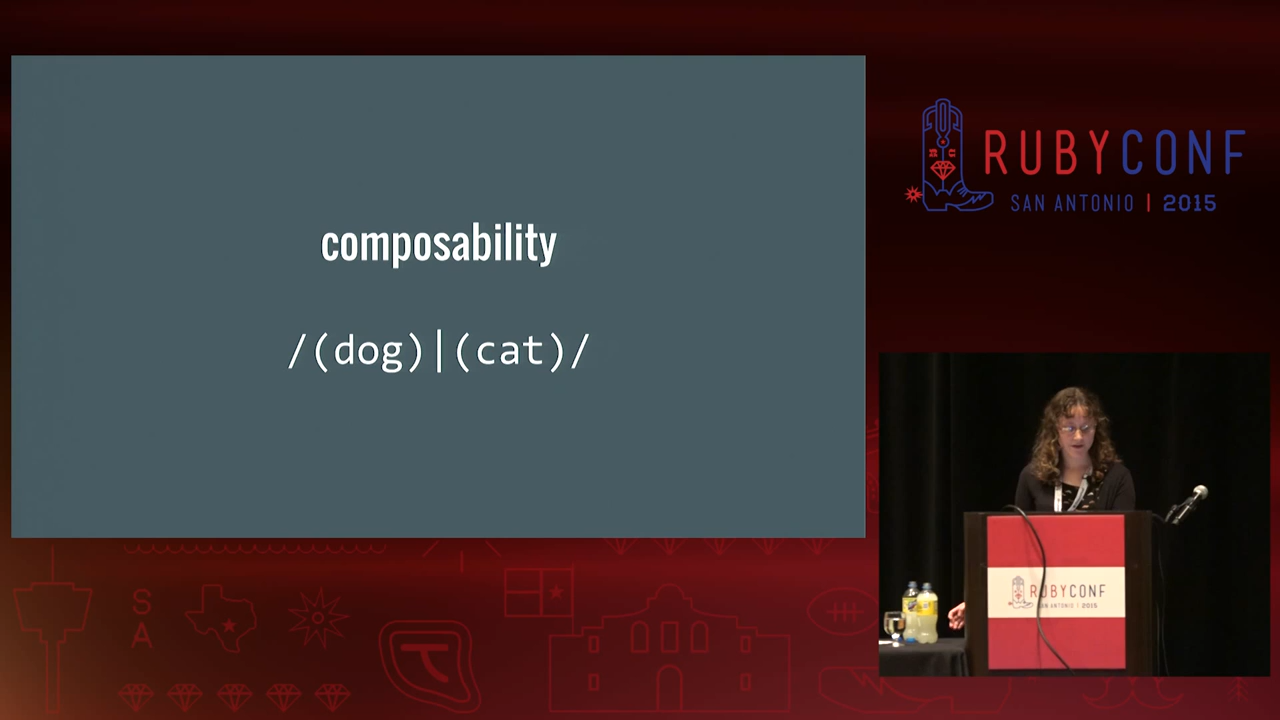 composability
/(dog)|(cat)/
RUBYCONF
SAN ANTONIO | 2015
RUBYCONF
SAN ANTONIO | 2015
S
A